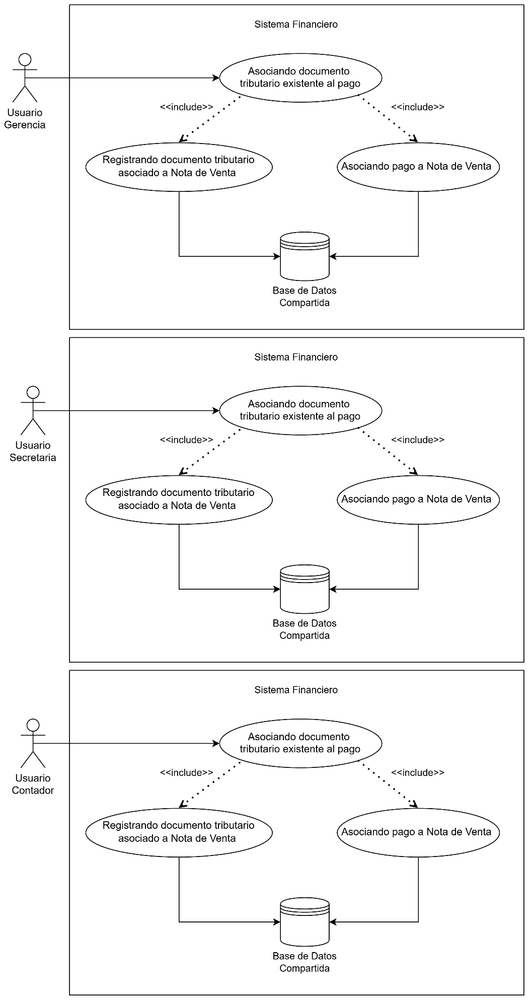 Sistema Financiero
Asociando documento
tributario existente al pago
Usuario
Gerencia
<<include>>
<<include>>
Registrando documento tributario
asociado a Nota de Venta
Asociando pago a Nota de Venta
Base de Datos
Compartida
Sistema Financiero
Asociando documento
tributario existente al pago
Usuario
Secretaria
<<include>>
<<include>>
Registrando documento tributario
asociado a Nota de Venta
Asociando pago a Nota de Venta
Base de Datos
Compartida
Sistema Financiero
Asociando documento
tributario existente al pago
Usuario
Contador
<<include>>
<<include>>
Registrando documento tributario
asociado a Nota de Venta
Asociando pago a Nota de Venta
Base de Datos
Compartida